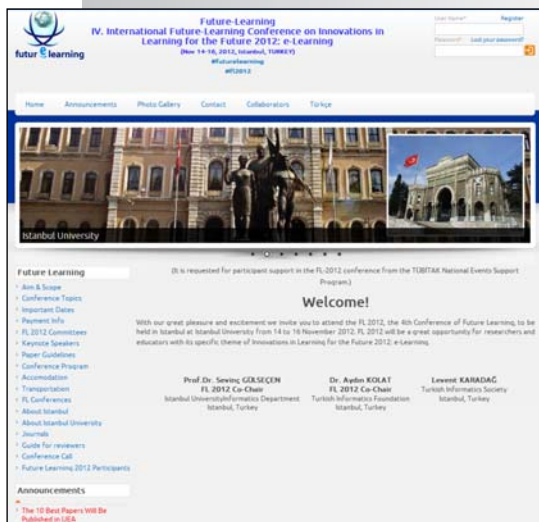 Future-Learning
IV. International Future-Learning Conference on Innovations in
Learning for the Future 2012: e-Learning
(Nov 14-16, 2012, Istanbul, TURKEY)
#futurelearning
#fl2012
futur e learning
User Name*
Register
Password*
Lost your password?
Home
Announcements
Photo Gallery
Contact
Collaborators
Türkçe
Istanbul University
Future Learning
Aim & Scope
Conference Topics
Important Dates
Payment Info
FL 2012 Committees
Keynote Speakers
Paper Guidelines
Conference Program
Accomodation
Transportation
FL Conferences
About Istanbul
About Istanbul University
Journals
Guide for reviewers
Conference Call
Future Learning 2012 Participants
Announcements
The 10 Best Papers Will Be
Published in IJEA
(It is requested for participant support in the FL-2012 conference from the TÜBİTAK National Events Support
Program.)
Welcome!
With our great pleasure and excitement we invite you to attend the FL 2012, the 4th Conference of Future Learning, to be
held in Istanbul at Istanbul University from 14 to 16 November 2012. FL 2012 will be a great opportunity for researchers and
educators with its specific theme of Innovations in Learning for the Future 2012: e-Learning.
Prof.Dr. Sevinç GÜLSEÇEN
FL 2012 Co-Chair
Istanbul UniversityInformatics Department
Istanbul, Turkey
Dr. Aydın KOLAT
FL 2012 Co-Chair
Turkish Informatics Foundation
Istanbul, Turkey
Levent KARADAĞ
Turkish Informatics Society
Istanbul, Turkey